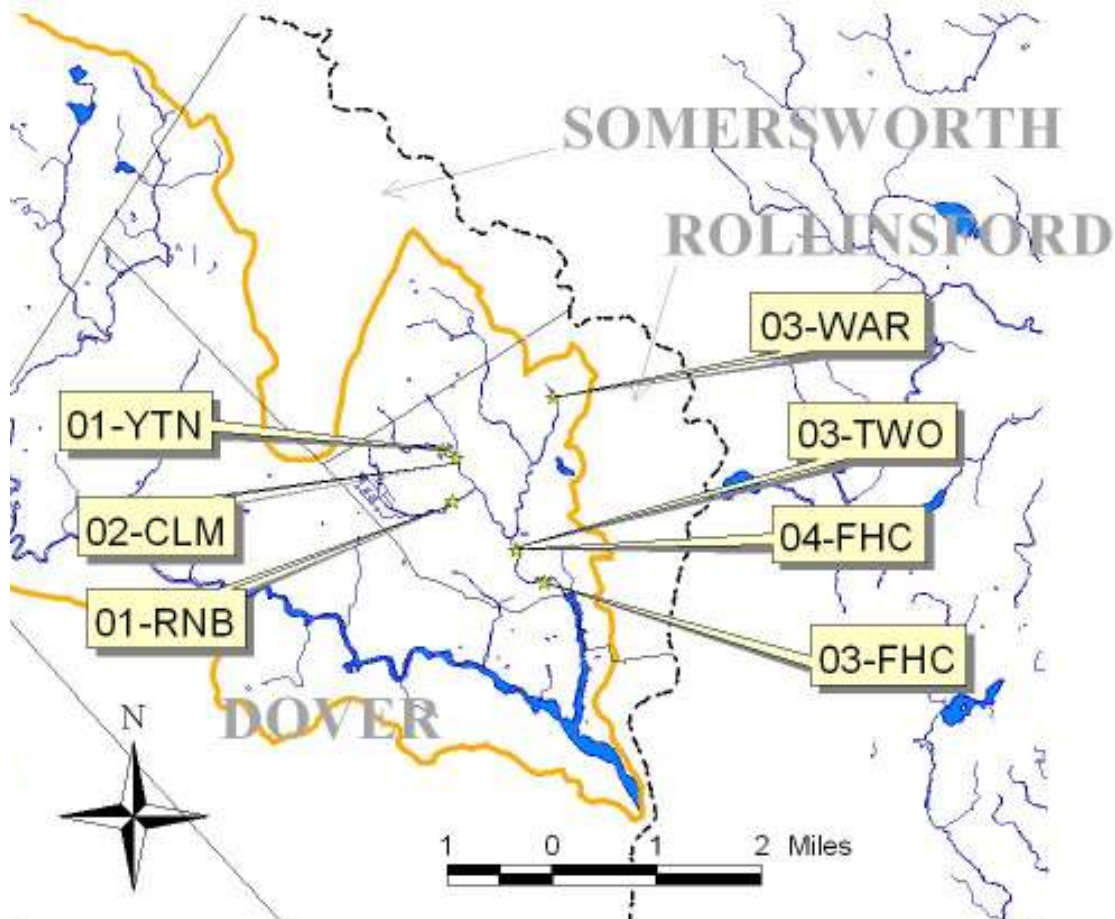 SOMERSWORTH
ROLLINSFORD
03-WAR
01-YTN
03-TWO
02-CLM
04-FHC
01-RNB
03-FHC
DOVER
N
1 0 1 2 Miles